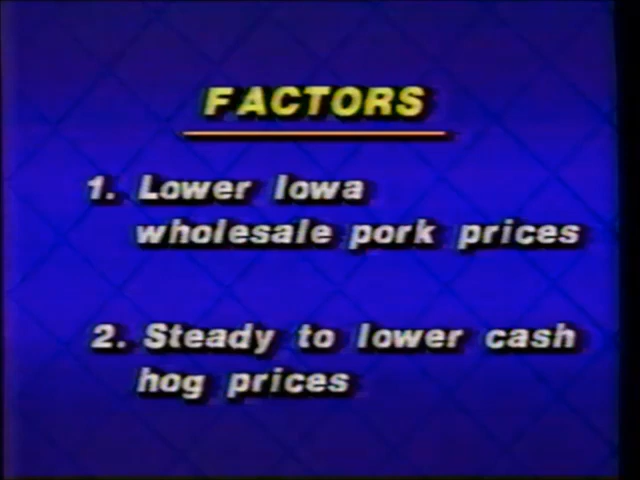 FACTORS
1. Lower Iowa
wholesale pork prices
2. Steady to lower cash
hog prices